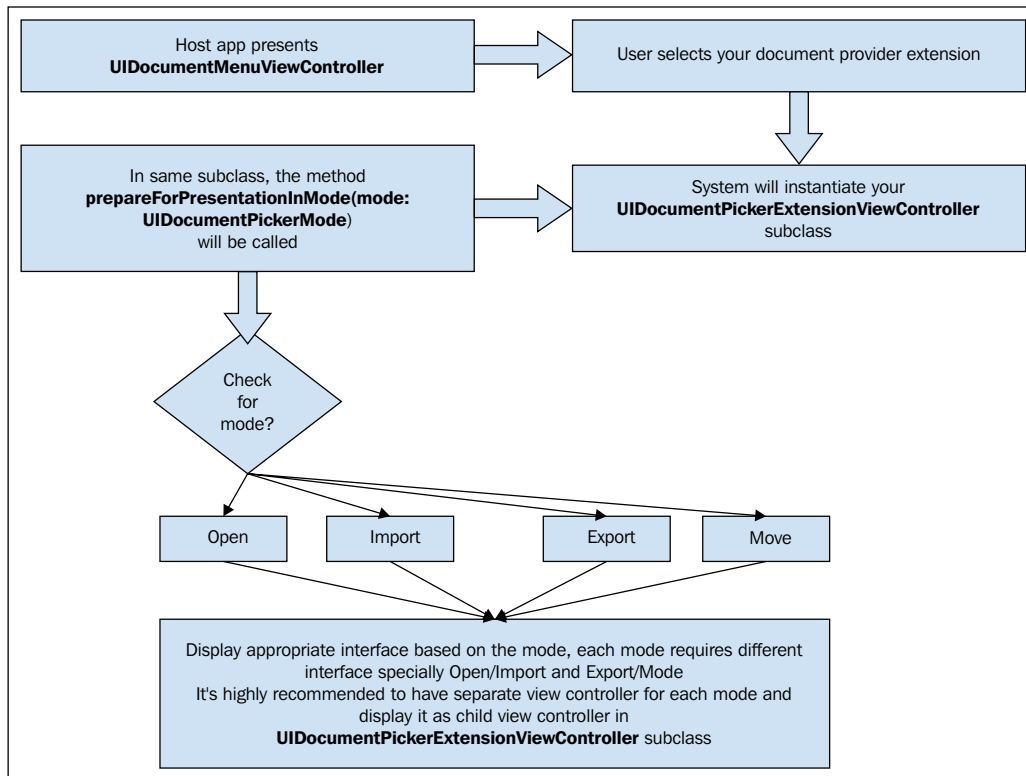 Host app presents
UIDocumentMenuViewController
User selects your document provider extension
In same subclass, the method
prepareForPresentationInMode(mode:
UIDocumentPickerMode)
will be called
System will instantiate your
UIDocumentPickerExtensionViewController
subclass
Check
for
mode?
Open
Import
Export
Move
Display appropriate interface based on the mode, each mode requires different
interface specially Open/Import and Export/Mode
It's highly recommended to have separate view controller for each mode and
display it as child view controller in
UIDocumentPickerExtensionViewController subclass